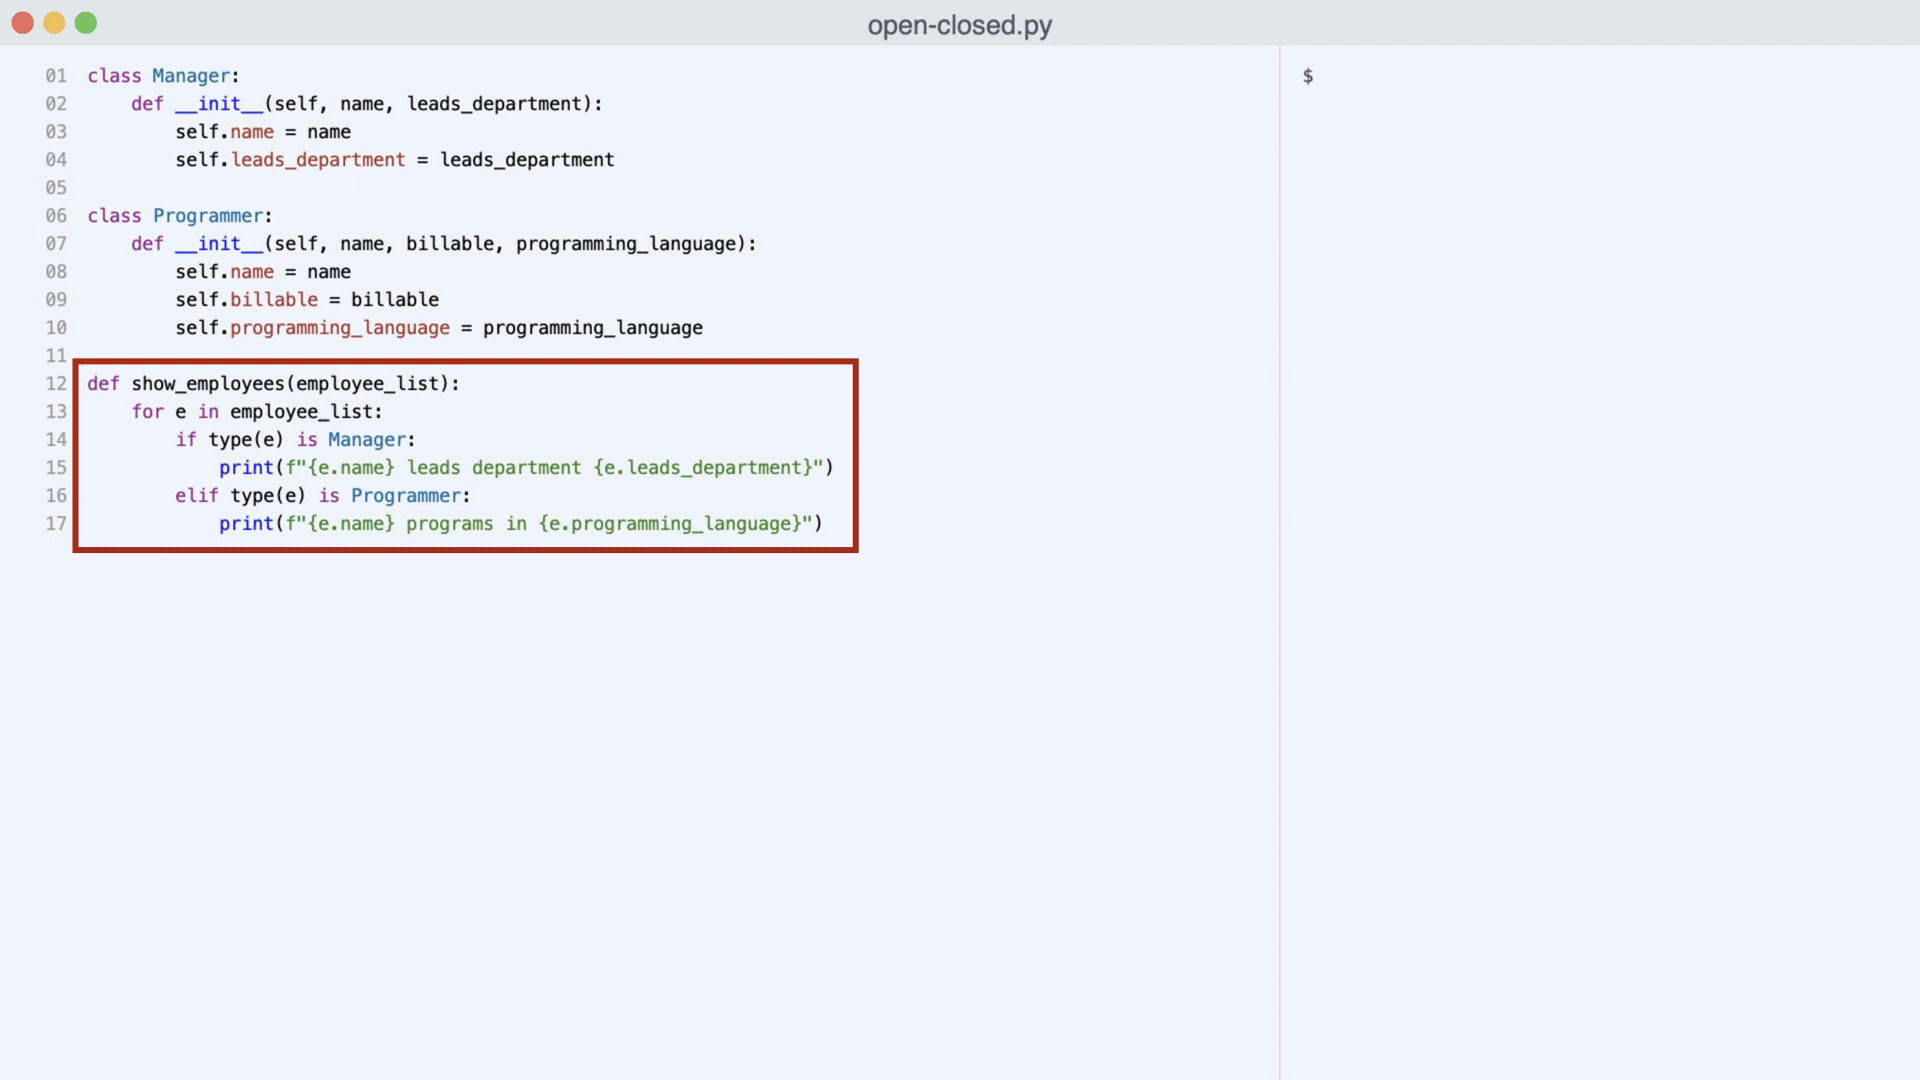 open-closed.py
01 class Manager:
02     def __init__(self, name, leads_department):
03         self.name = name
04         self.leads_department = leads_department
05
06 class Programmer:
07     def __init__(self, name, billable, programming_language):
08         self.name = name
09         self.billable = billable
10         self.programming_language = programming_language
11
12 def show_employees(employee_list):
13     for e in employee_list:
14         if type(e) is Manager:
15             print(f"{e.name} leads department {e.leads_department}")
16         elif type(e) is Programmer:
17             print(f"{e.name} programs in {e.programming_language}")
$